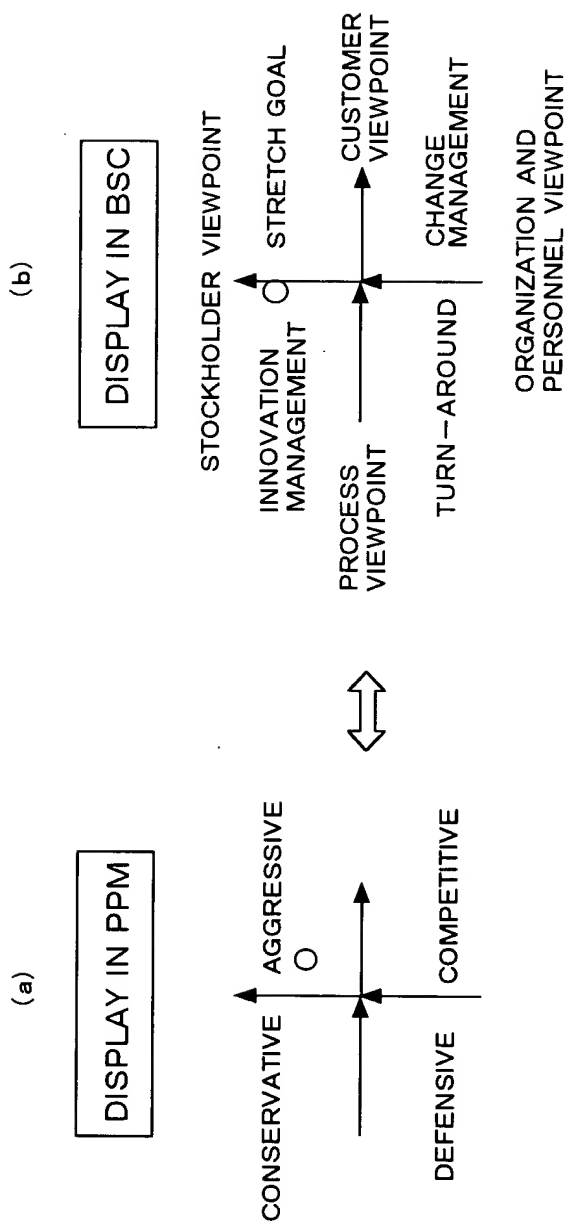 (a)
DISPLAY IN PPM
CONSERVATIVE
AGGRESSIVE
DEFENSIVE
COMPETITIVE
(b)
DISPLAY IN BSC
STOCKHOLDER VIEWPOINT
INNOVATION
MANAGEMENT
STRETCH GOAL
PROCESS
VIEWPOINT
CUSTOMER
VIEWPOINT
TURN-AROUND
CHANGE
MANAGEMENT
ORGANIZATION AND
PERSONNEL VIEWPOINT